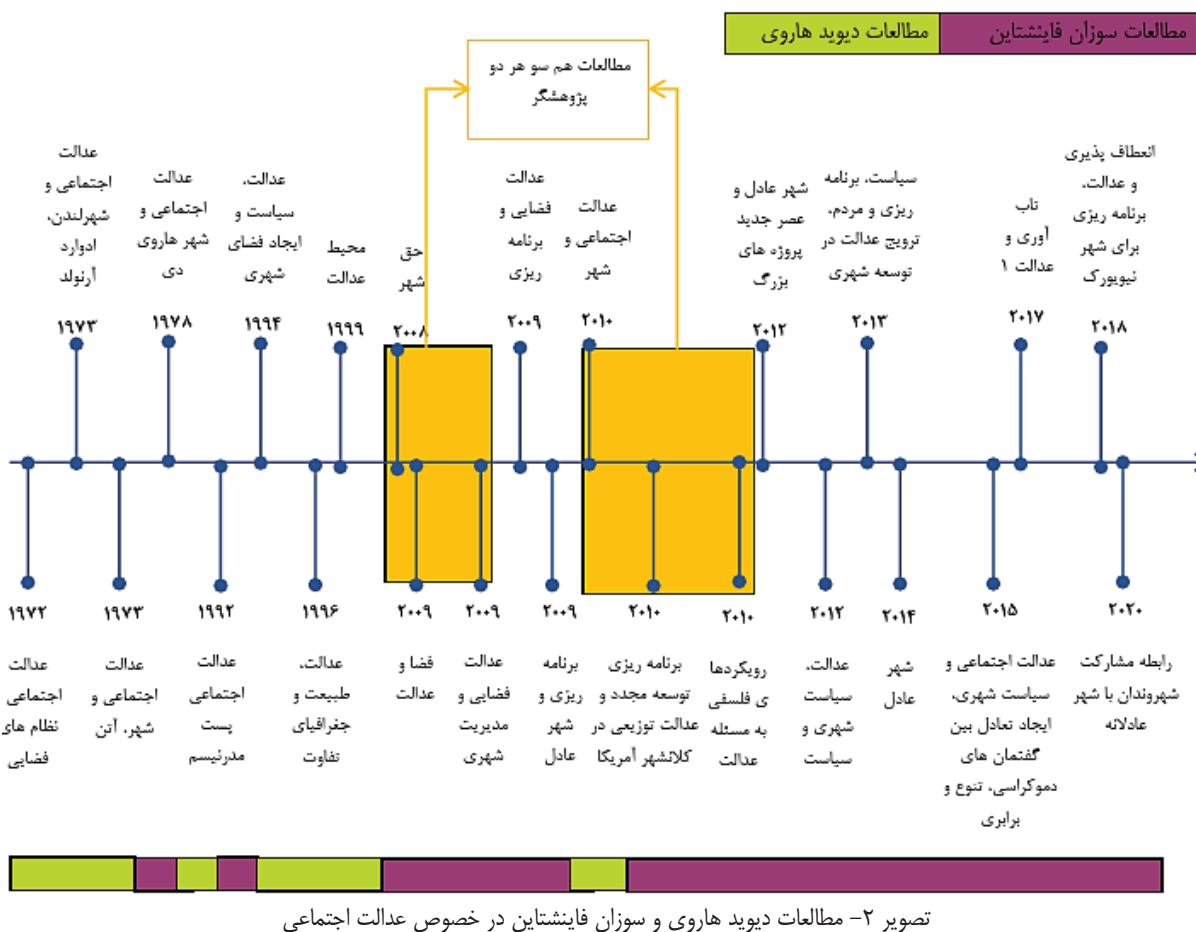 مطالعات سوزان فاینشتاین
مطالعات دیوید هاروی
مطالعات هم سو هر دو
پژوهشگر
عدالت
اجتماعی و
شهرلندن،
ادوارد
آرنولد
۱۹۷۳
عدالت
اجتماعی و
شهر هاروی
دی
۱۹۷۸
عدالت،
سیاست و
ایجاد فضای
شهری
۱۹۹۴
محیط
عدالت
۱۹۹۹
حق
شهر
۲۰۰۸
عدالت
فضایی و
برنامه
ریزی
۲۰۰۹
عدالت
اجتماعی و
شهر
۲۰۱۰
شهر عادل و
عصر جدید
پروژه های
بزرگ
۲۰۱۲
سیاست، برنامه
ریزی و مردم،
ترویج عدالت در
توسعه شهری
۲۰۱۳
تاب
آوری و
عدالت ۱
۲۰۱۷
انعطاف پذیری
و عدالت،
برنامه ریزی
برای شهر
نیویورک
۲۰۱۸
۱۹۷۲
عدالت
اجتماعی و
نظام های
فضایی
۱۹۷۳
عدالت
اجتماعی و
شهر، آتن
۱۹۹۲
عدالت
اجتماعی
پست
مدرنیسم
۱۹۹۶
عدالت،
طبیعت و
جغرافیای
تفاوت
۲۰۰۹
فضا و
عدالت
۲۰۰۹
عدالت
فضایی و
مدیریت
شهری
۲۰۰۹
برنامه
ریزی و
شهر
عادل
۲۰۱۰
برنامه ریزی
توسعه مجدد و
عدالت توزیعی در
کلانشهر آمریکا
۲۰۱۰
رویکردها
ی فلسفی
به مسئله
عدالت
۲۰۱۲
عدالت،
سیاست
شهری و
سیاست
۲۰۱۴
شهر
عادل
۲۰۱۵
عدالت اجتماعی و
سیاست شهری،
ایجاد تعادل بین
گفتمان های
دموکراسی، تنوع و
برابری
۲۰۲۰
رابطه مشارکت
شهروندان با شهر
عادلانه
تصویر ۲- مطالعات دیوید هاروی و سوزان فاینشتاین در خصوص عدالت اجتماعی